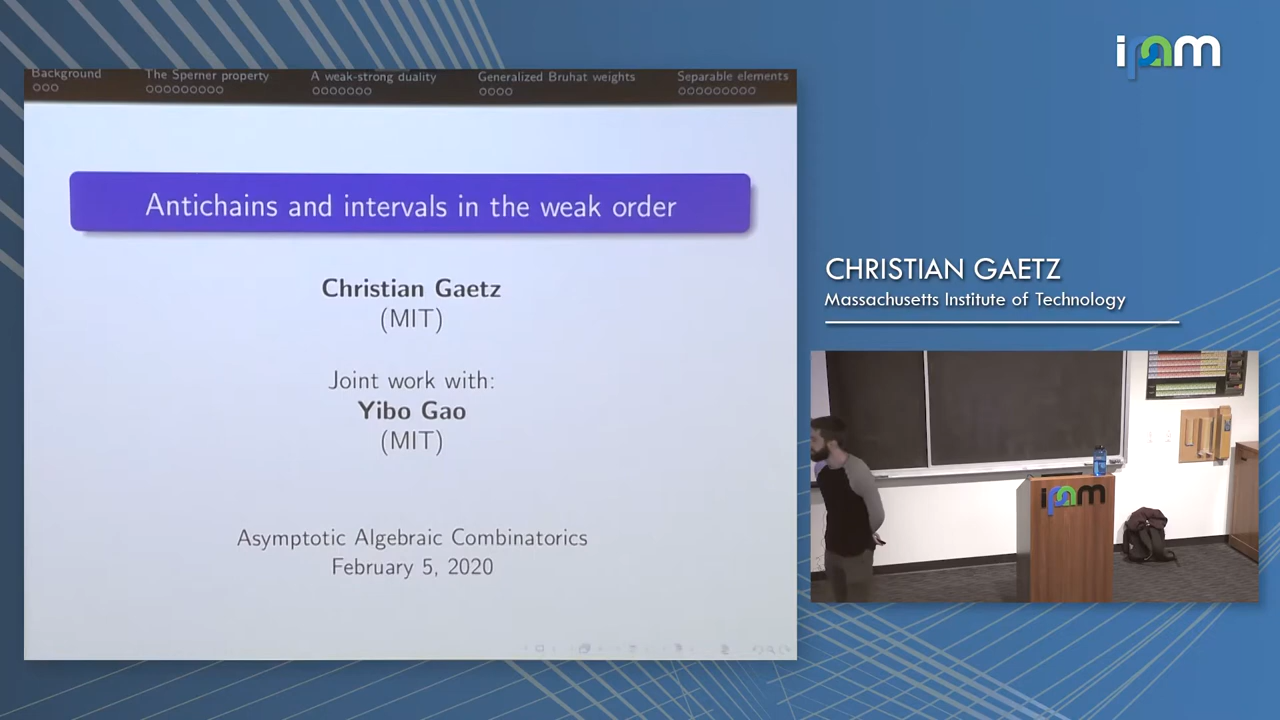 Background The Sperner property A weak-strong duality Generalized Bruhat weights Separable elements
Antichains and intervals in the weak order
Christian Gaetz
(MIT)
Joint work with:
Yibo Gao
(MIT)
Asymptotic Algebraic Combinatorics
February 5, 2020
ipam
CHRISTIAN GAETZ
Massachusetts Institute of Technology
ipam